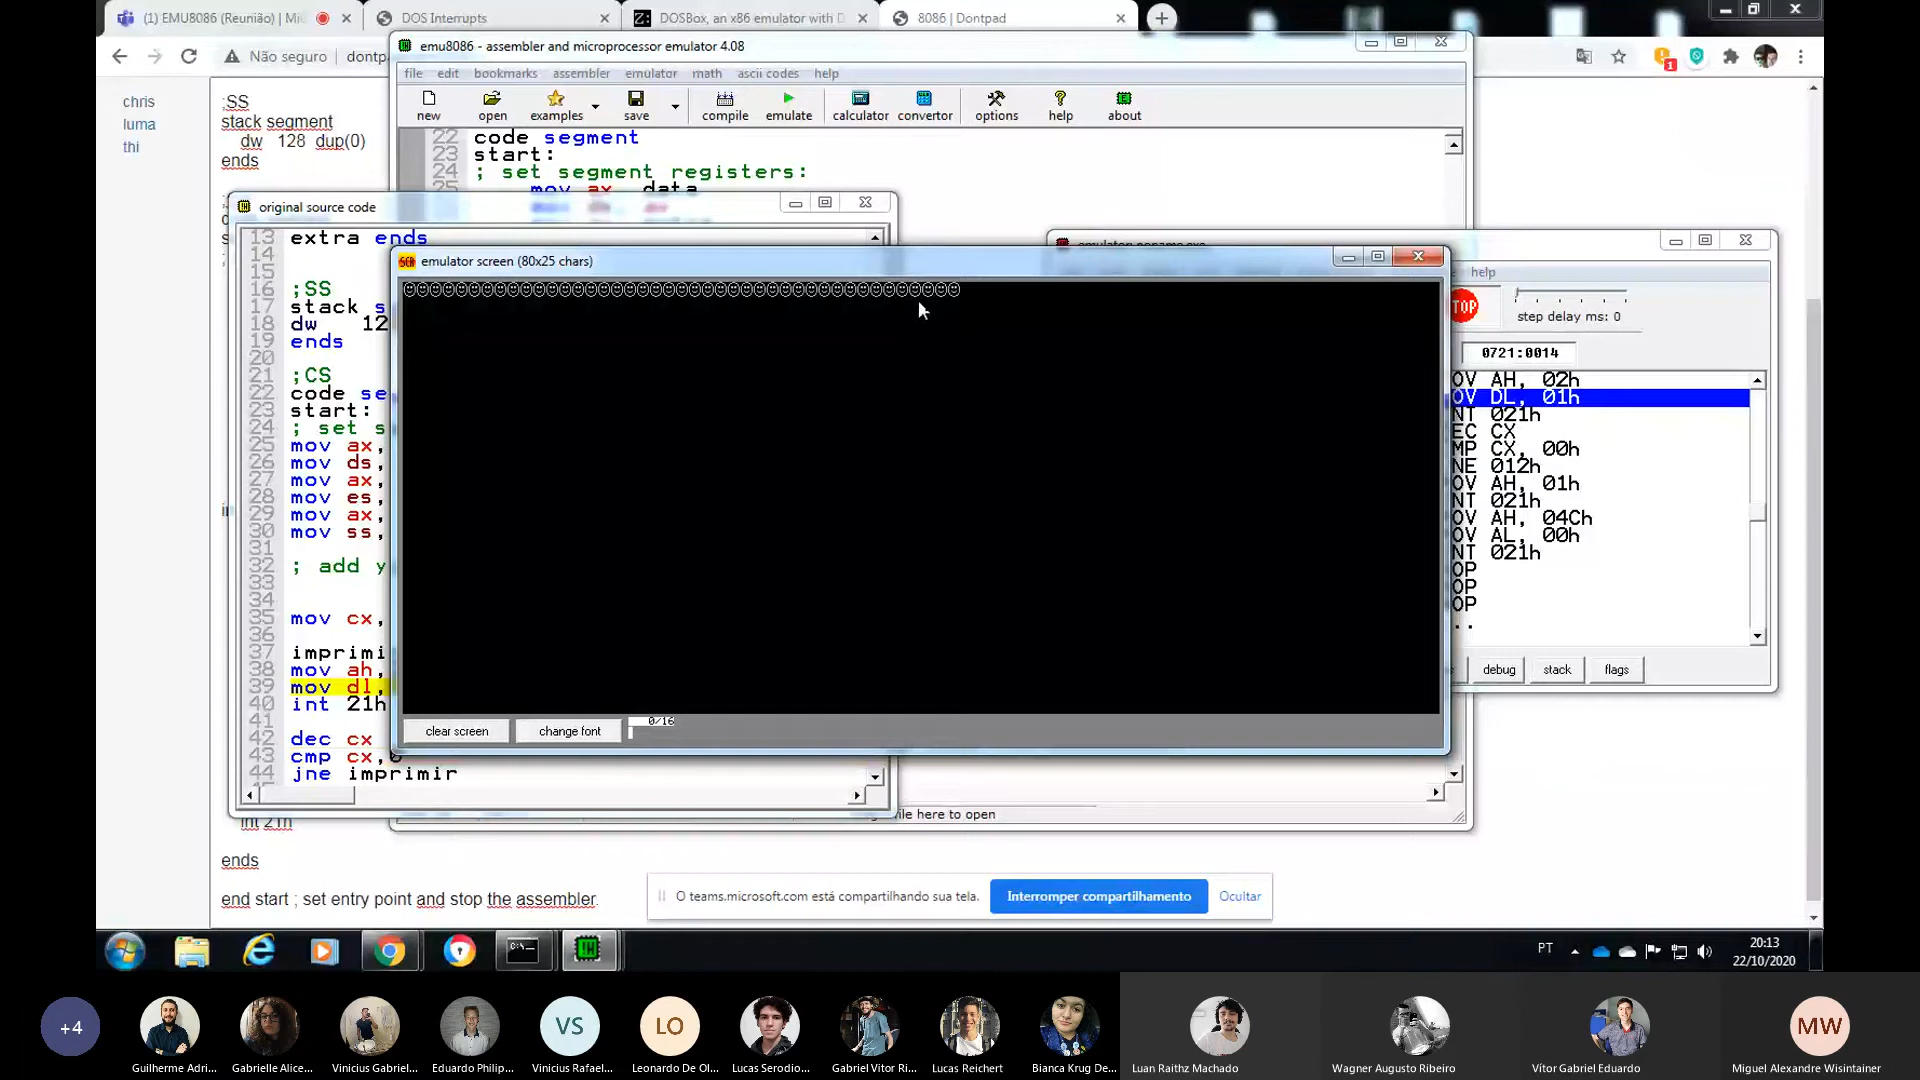 (1) EMU8086 (Reunião) | Mi
DOS Interrupts
DOSBox, an x86 emulator with D
8086 | Dontpad
Não seguro
dontp
chris
luma
thi
;SS
stack segment
dw 128 dup(0)
ends
emu8086 - assembler and microprocessor emulator 4.08
file edit bookmarks assembler emulator math ascii codes help
new open examples save compile emulate calculator convertor options help about
22 code segment
23 start:
24 ; set segment registers:
25 mov ax, data
original source code
13 extra ends
14
15
16 ;SS
17 stack s
18 dw 12
19 ends
20
21 ;CS
22 code se
23 start:
24 ; set s
25 mov ax,
26 mov ds,
27 mov ax,
28 mov es,
29 mov ax,
30 mov ss,
31
32 ; add y
33
34
35 mov cx,
36
37 imprimi
38 mov ah,
39 mov dl,
40 int 21h
41
42 dec cx
43 cmp cx,0
44 jne imprimir
emulator screen (80x25 chars)
clear screen
change font
0/16
help
TOP
step delay ms: 0
0721:0014
OV AH, 02h
OV DL, 01h
NT 021h
EC CX
MP CX, 00h
NE 012h
OV AH, 01h
NT 021h
OV AH, 04Ch
OV AL, 00h
NT 021h
OP
OP
OP
..
debug
stack
flags
file here to open
int 21h
ends
end start ; set entry point and stop the assembler.
O teams.microsoft.com está compartilhando sua tela.
Interromper compartilhamento
Ocultar
PT
20:13
22/10/2020
+4
VS
LO
MW
Guilherme Adri...
Gabrielle Alice...
Vinicius Gabriel...
Eduardo Philip...
Vinicius Rafael...
Leonardo De Ol...
Lucas Serodio...
Gabriel Vitor Ri...
Lucas Reichert
Bianca Krug De...
Luan Raithz Machado
Wagner Augusto Ribeiro
Vítor Gabriel Eduardo
Miguel Alexandre Wisintainer